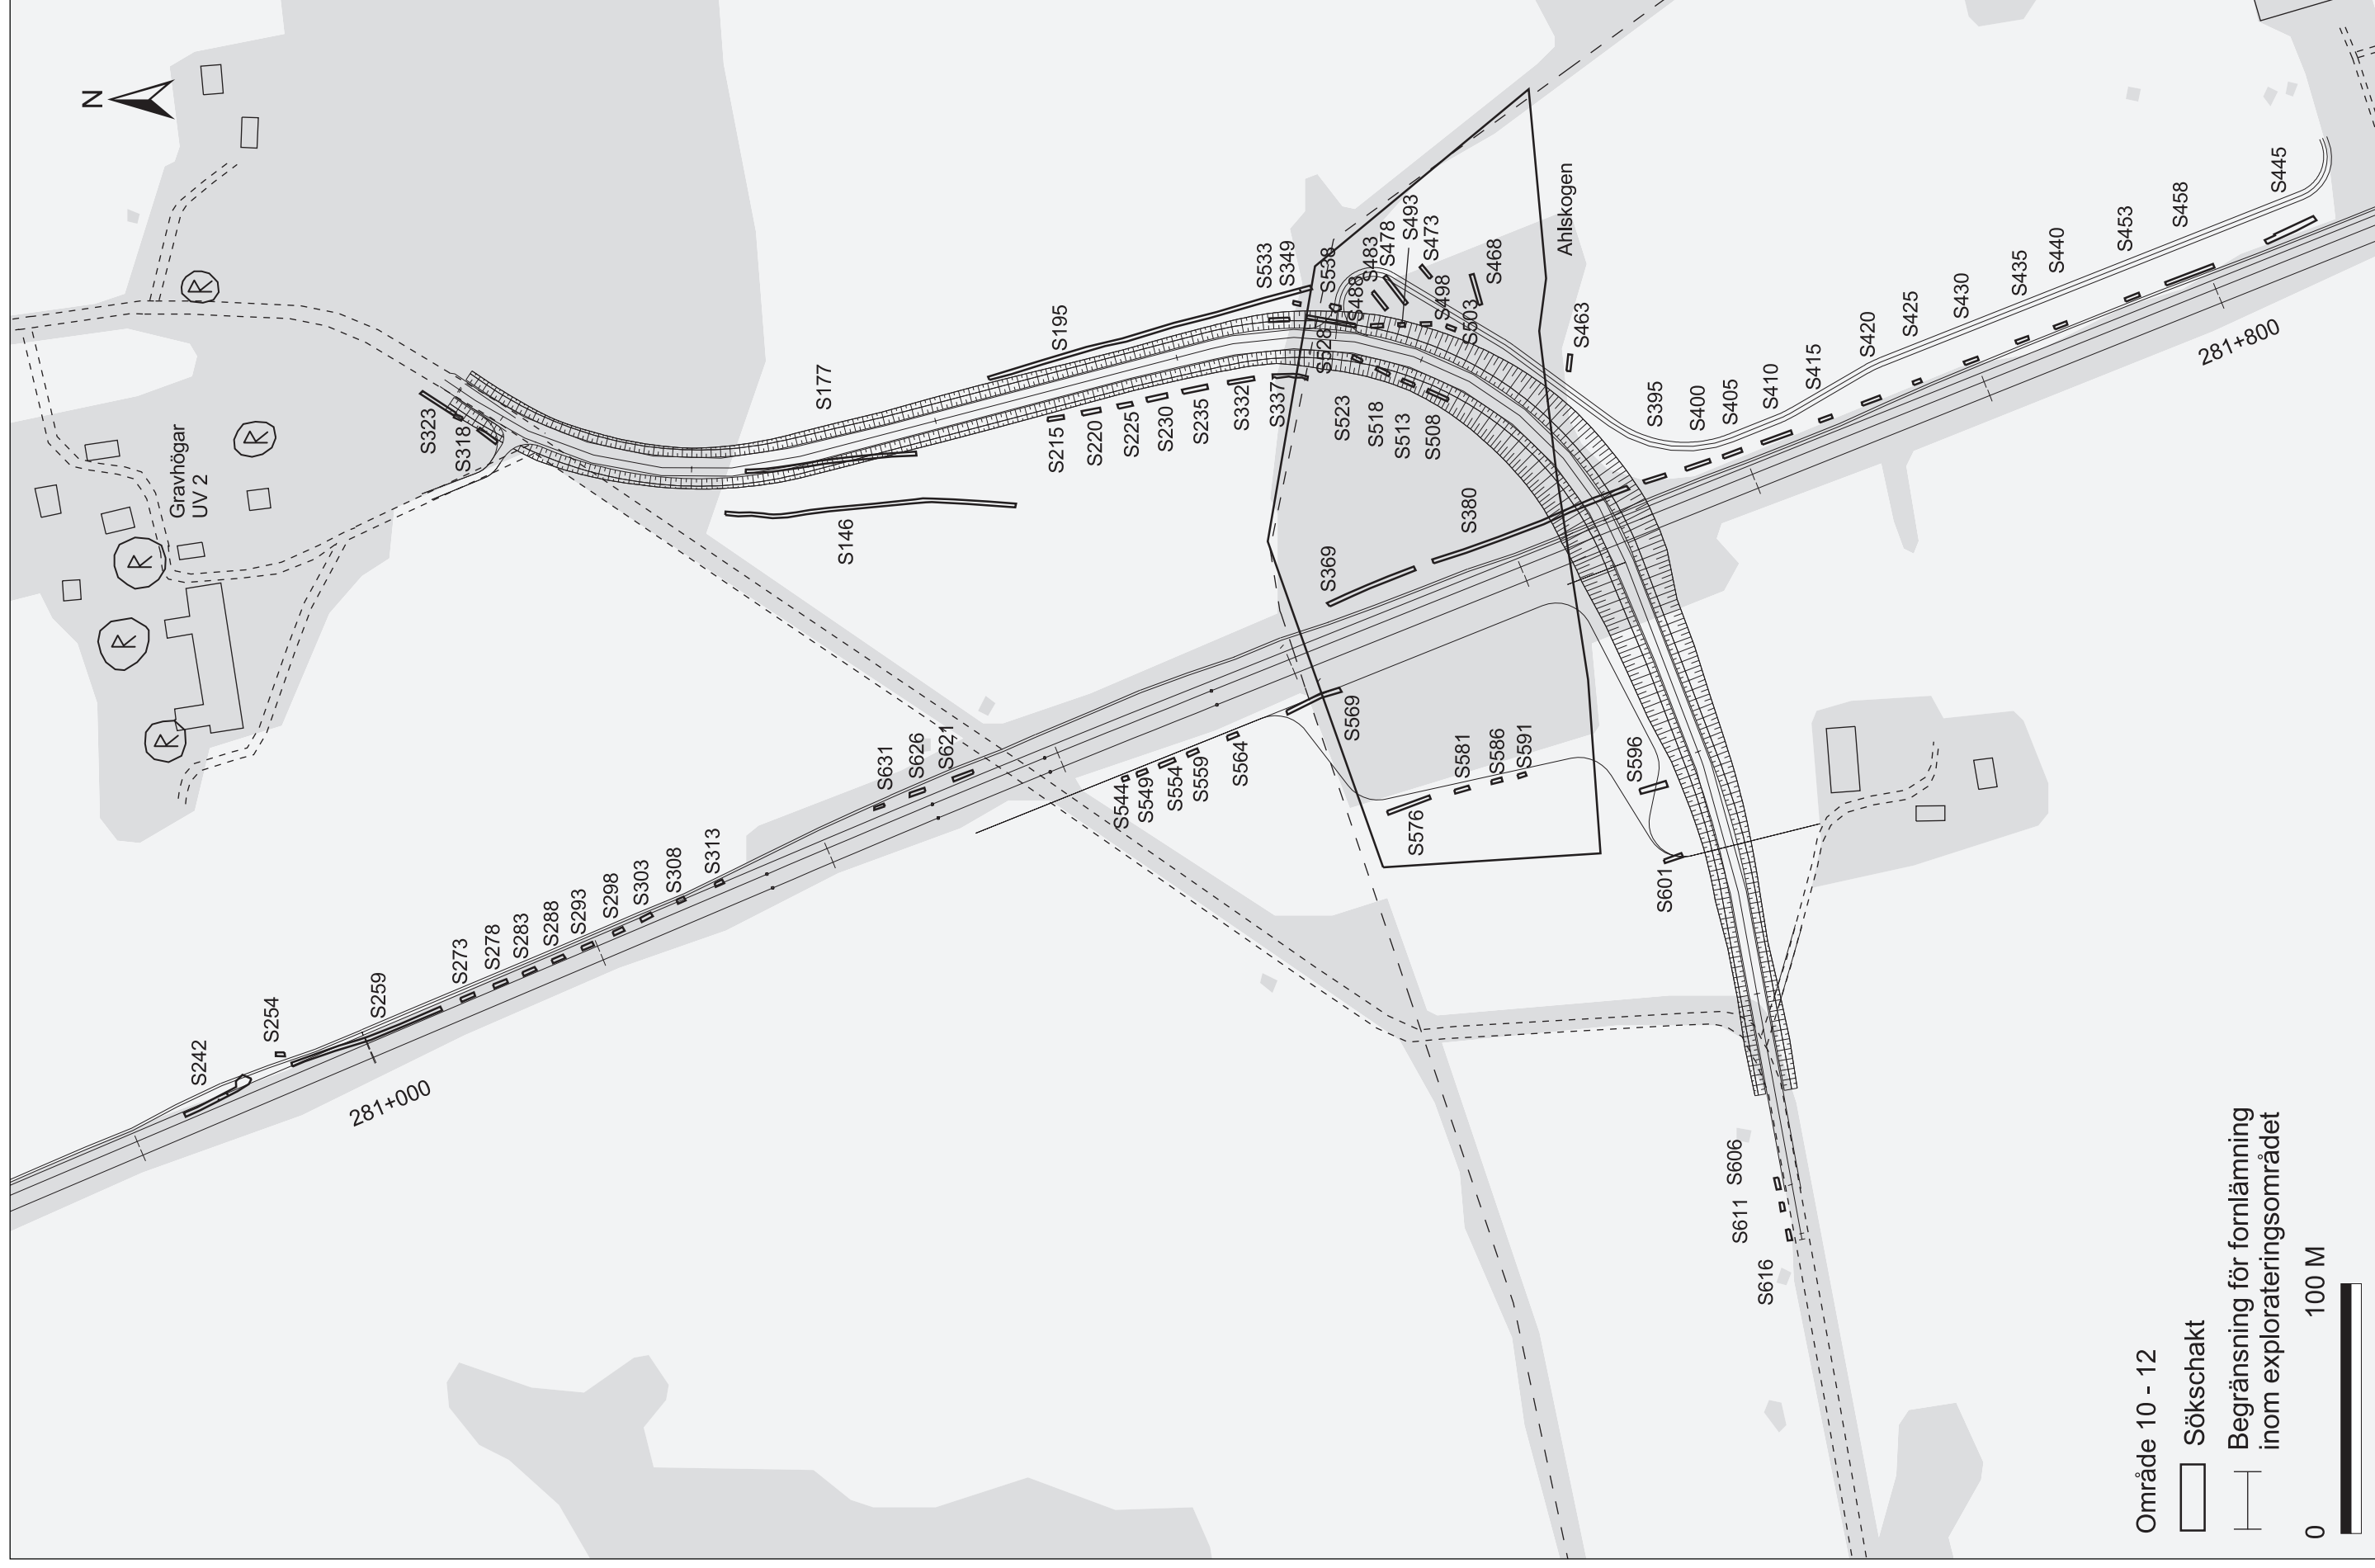 N
Gravhögar
UV 2
R
R
R
R
R
S323
S318
S177
S146
S195
S215
S220
S225
S230
S235
S332
S337
S533
S349
S538
S488
S483
S478
S493
S473
S498
S503
S468
S528
S523
S518
S513
S508
Ahlskogen
S463
S369
S380
S395
S400
S405
S410
S415
S420
S425
S430
S435
S440
S453
S458
S445
281+800
S242
S254
S259
281+000
S273
S278
S283
S288
S293
S298
S303
S308
S313
S631
S626
S621
S544
S549
S554
S559
S564
S569
S576
S581
S586
S591
S596
S601
S606
S611
S616
Område 10 - 12
Sökschakt
Begränsning för fornlämning
inom explorateringsområdet
0 100 M